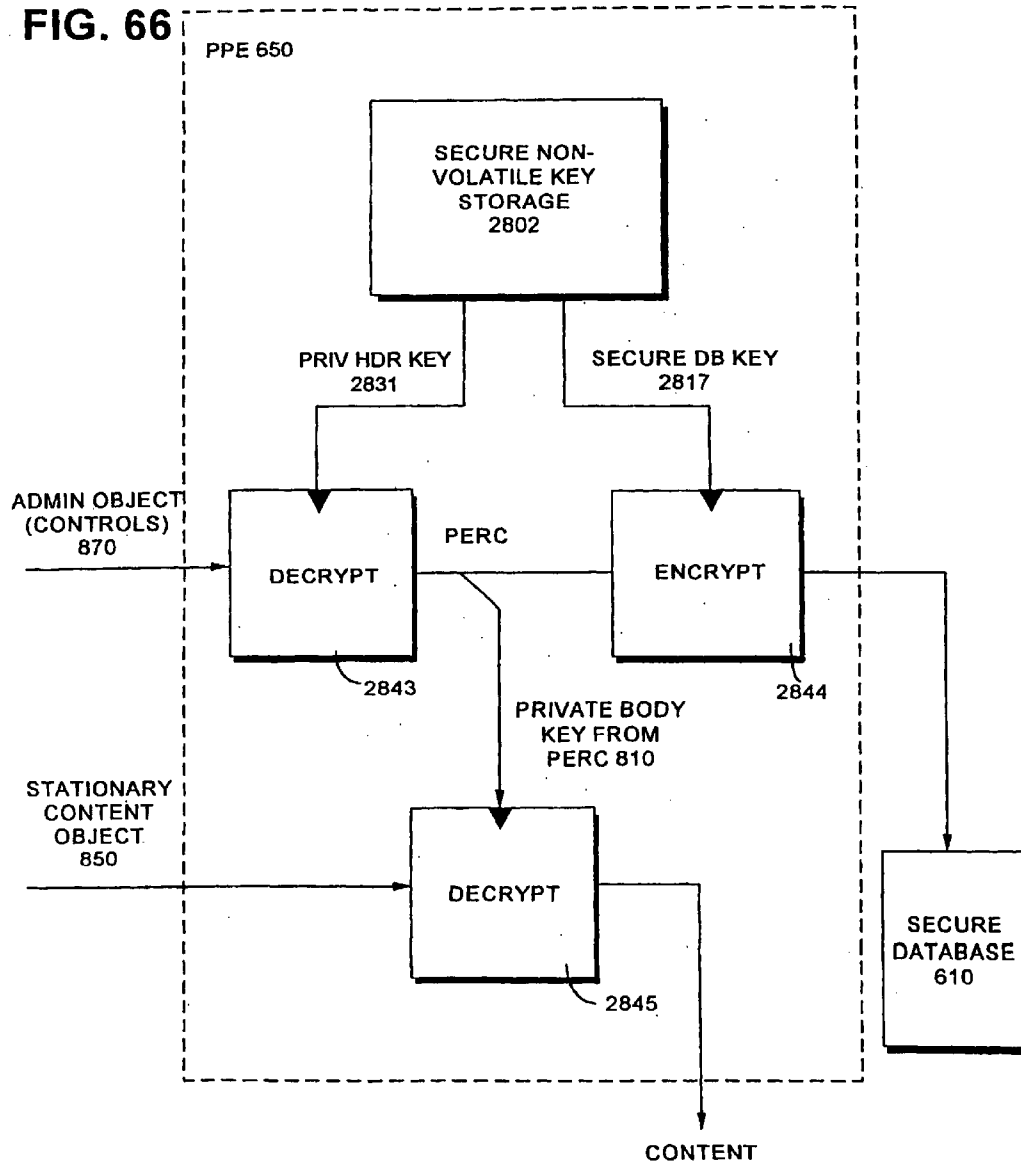 FIG. 66
PPE 650
SECURE NON-
VOLATILE KEY
STORAGE
2802
PRIV HDR KEY
2831
SECURE DB KEY
2817
ADMIN OBJECT
(CONTROLS)
870
DECRYPT
PERC
ENCRYPT
2843
2844
PRIVATE BODY
KEY FROM
PERC 810
STATIONARY
CONTENT
OBJECT
850
DECRYPT
2845
SECURE
DATABASE
610
CONTENT